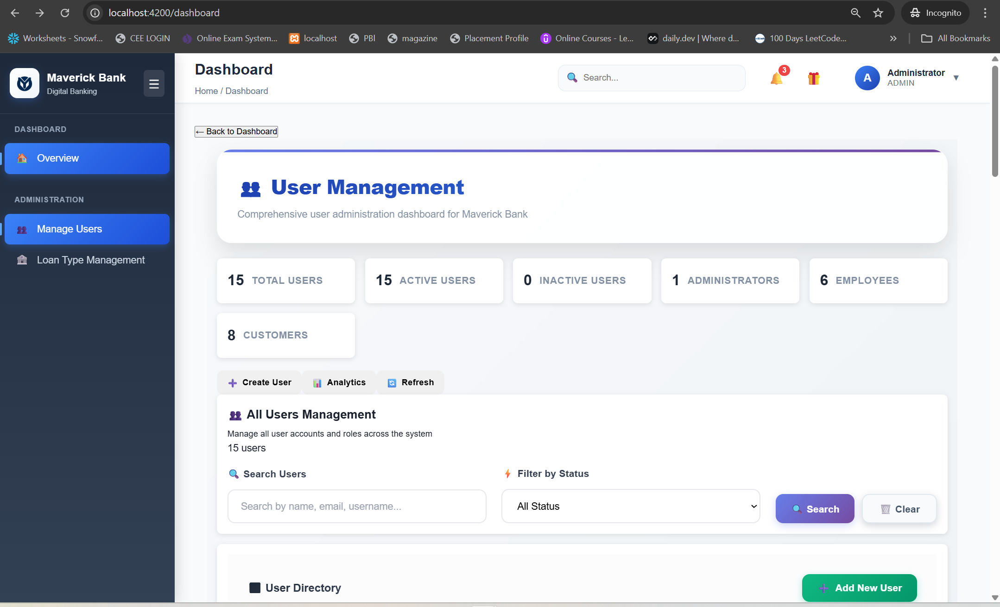 localhost:4200/dashboard
Incognito
Worksheets - Snowf...
CEE LOGIN
Online Exam System...
localhost
PBl
magazine
Placement Profile
Online Courses - Le...
daily.dev | Where d...
100 Days LeetCode...
All Bookmarks
Maverick Bank
Digital Banking
DASHBOARD
Overview
ADMINISTRATION
Manage Users
Loan Type Management
Dashboard
Home / Dashboard
Search...
3
A
Administrator
ADMIN
← Back to Dashboard
User Management
Comprehensive user administration dashboard for Maverick Bank
15 TOTAL USERS
15 ACTIVE USERS
0 INACTIVE USERS
1 ADMINISTRATORS
6 EMPLOYEES
8 CUSTOMERS
Create User
Analytics
Refresh
All Users Management
Manage all user accounts and roles across the system
15 users
Search Users
Filter by Status
Search by name, email, username...
All Status
Search
Clear
User Directory
Add New User